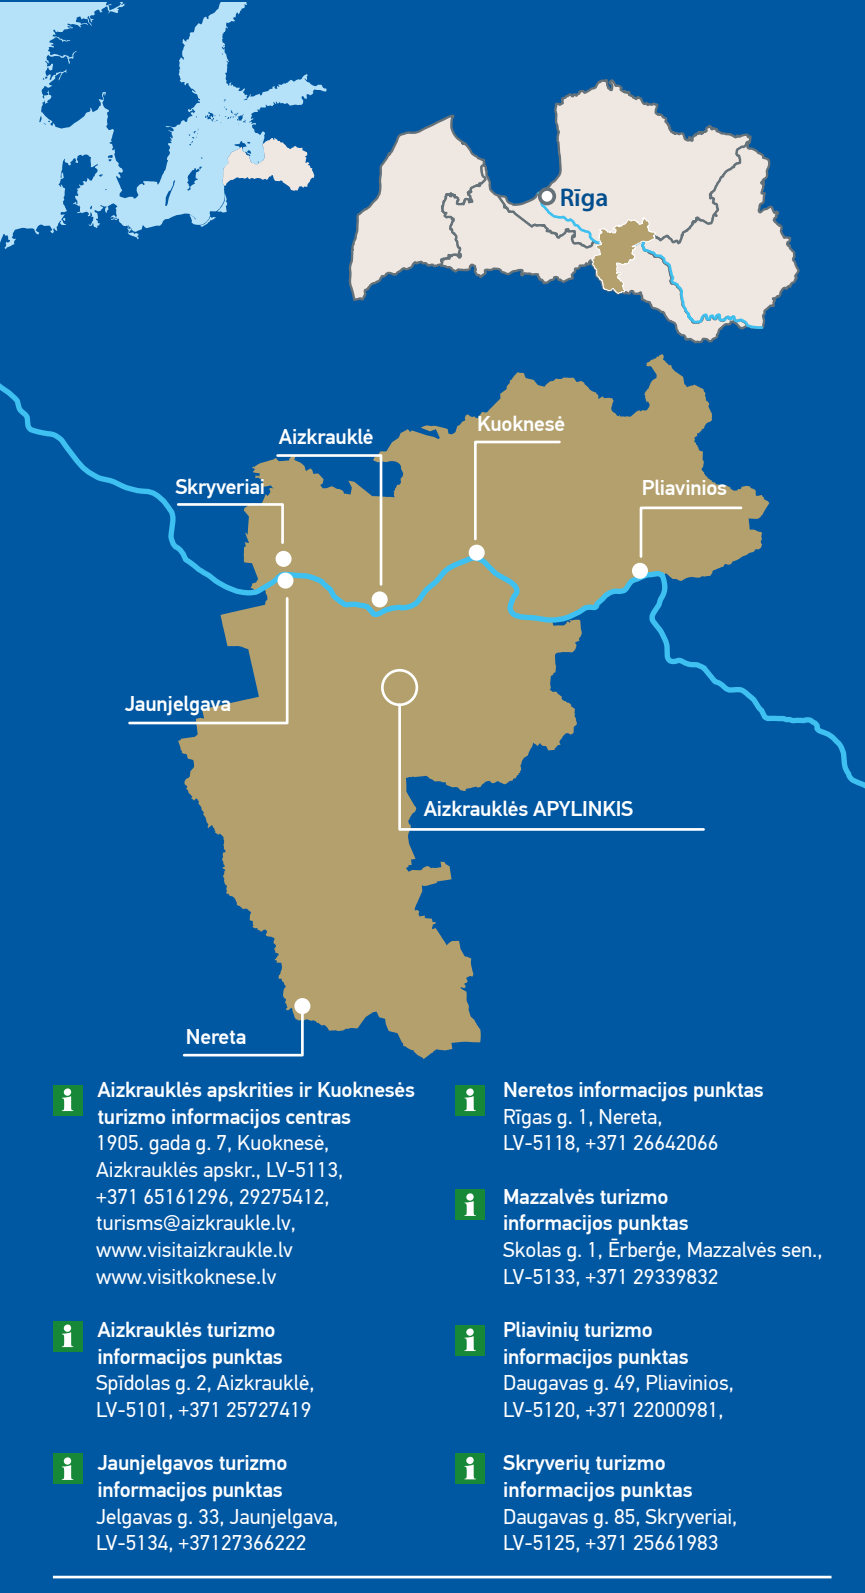 Rīga
Kuoknesė
Aizkrauklė
Skryveriai
Pliavinios
Jaunjelgava
Aizkrauklės APYLINKIS
Nereta
Aizkrauklės apskrities ir Kuoknesės
turizmo informacijos centras
1905. gada g. 7, Kuoknesė,
Aizkrauklės apskr., LV-5113,
+371 65161296, 29275412,
turisms@aizkraukle.lv,
www.visitaizkraukle.lv
www.visitkoknese.lv
Aizkrauklės turizmo
informacijos punktas
Spīdolas g. 2, Aizkrauklė,
LV-5101, +371 25727419
Jaunjelgavos turizmo
informacijos punktas
Jelgavas g. 33, Jaunjelgava,
LV-5134, +37127366222
Neretos informacijos punktas
Rīgas g. 1, Nereta,
LV-5118, +371 26642066
Mazzalvės turizmo
informacijos punktas
Skolas g. 1, Ērberģe, Mazzalvės sen.,
LV-5133, +371 29339832
Pliavinių turizmo
informacijos punktas
Daugavas g. 49, Pliavinios,
LV-5120, +371 22000981,
Skryverių turizmo
informacijos punktas
Daugavas g. 85, Skryveriai,
LV-5125, +371 25661983